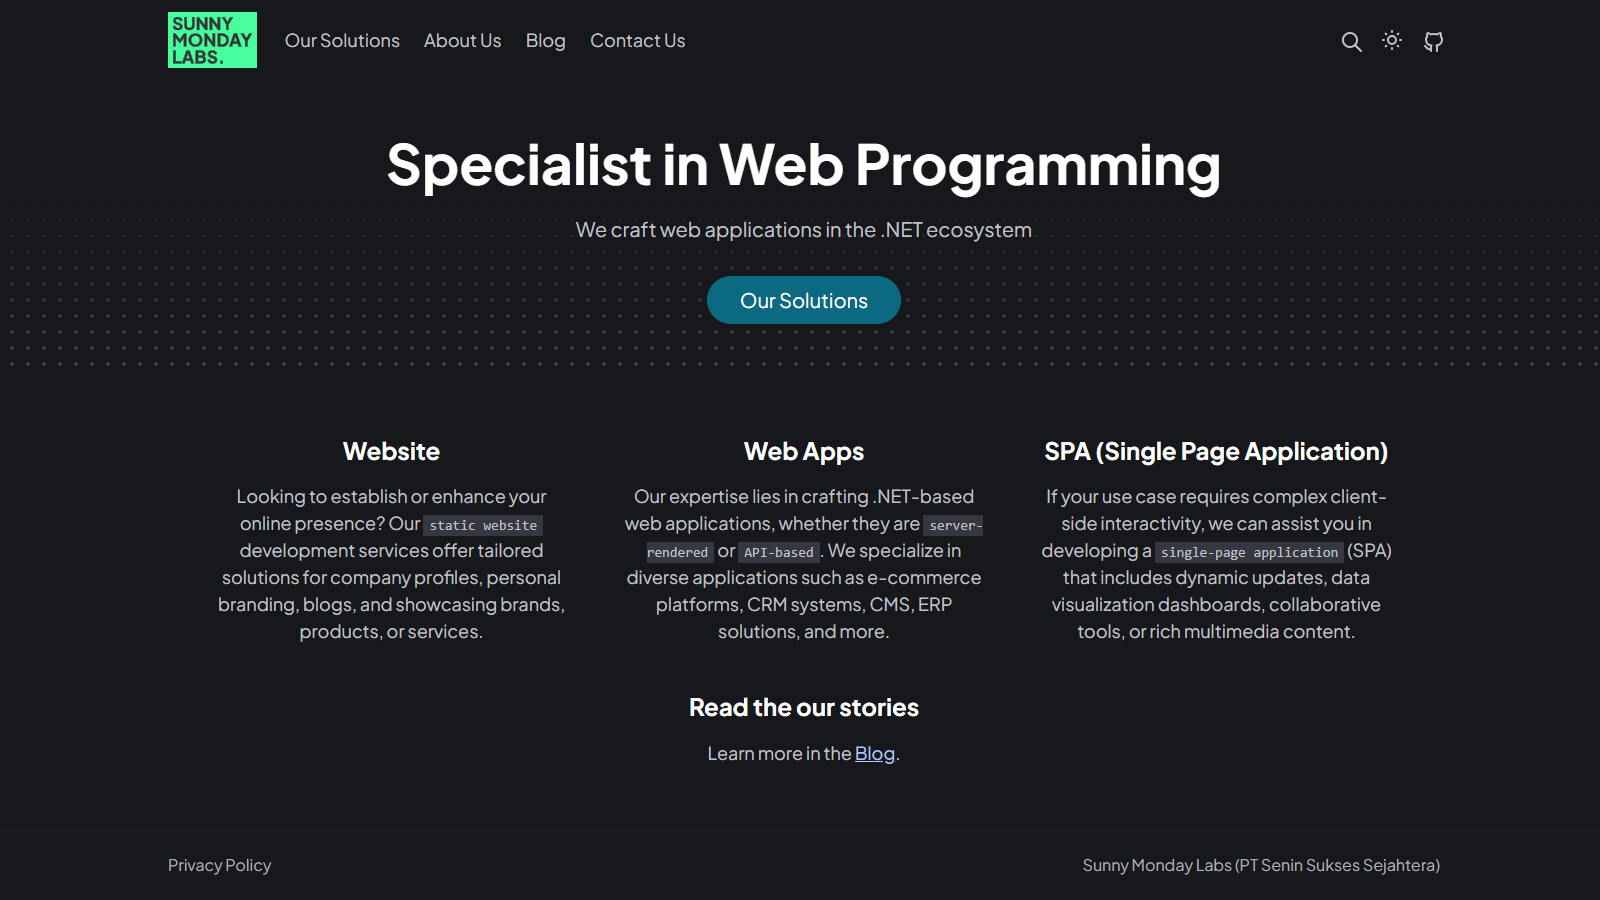 SUNNY
MONDAY
LABS.
Our Solutions About Us Blog Contact Us
Specialist in Web Programming
We craft web applications in the .NET ecosystem
Our Solutions
Website
Looking to establish or enhance your
online presence? Our static website
development services offer tailored
solutions for company profiles, personal
branding, blogs, and showcasing brands,
products, or services.
Web Apps
Our expertise lies in crafting .NET-based
web applications, whether they are server-
rendered or API-based. We specialize in
diverse applications such as e-commerce
platforms, CRM systems, CMS, ERP
solutions, and more.
SPA (Single Page Application)
If your use case requires complex client-
side interactivity, we can assist you in
developing a single-page application (SPA)
that includes dynamic updates, data
visualization dashboards, collaborative
tools, or rich multimedia content.
Read the our stories
Learn more in the Blog.
Privacy Policy
Sunny Monday Labs (PT Senin Sukses Sejahtera)